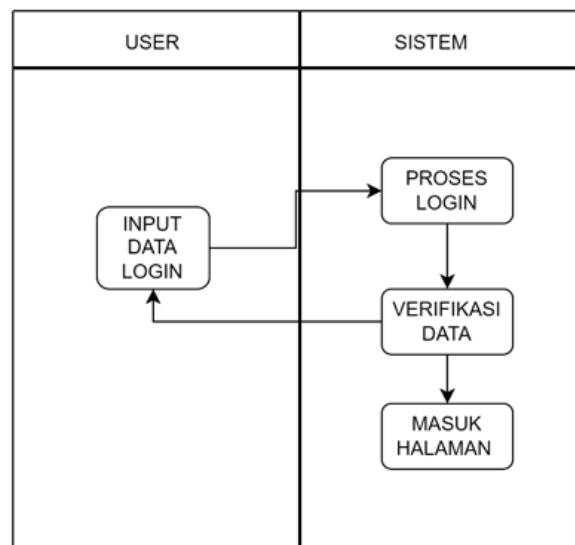 USER
SISTEM
PROSES
LOGIN
INPUT
DATA
LOGIN
VERIFIKASI
DATA
MASUK
HALAMAN